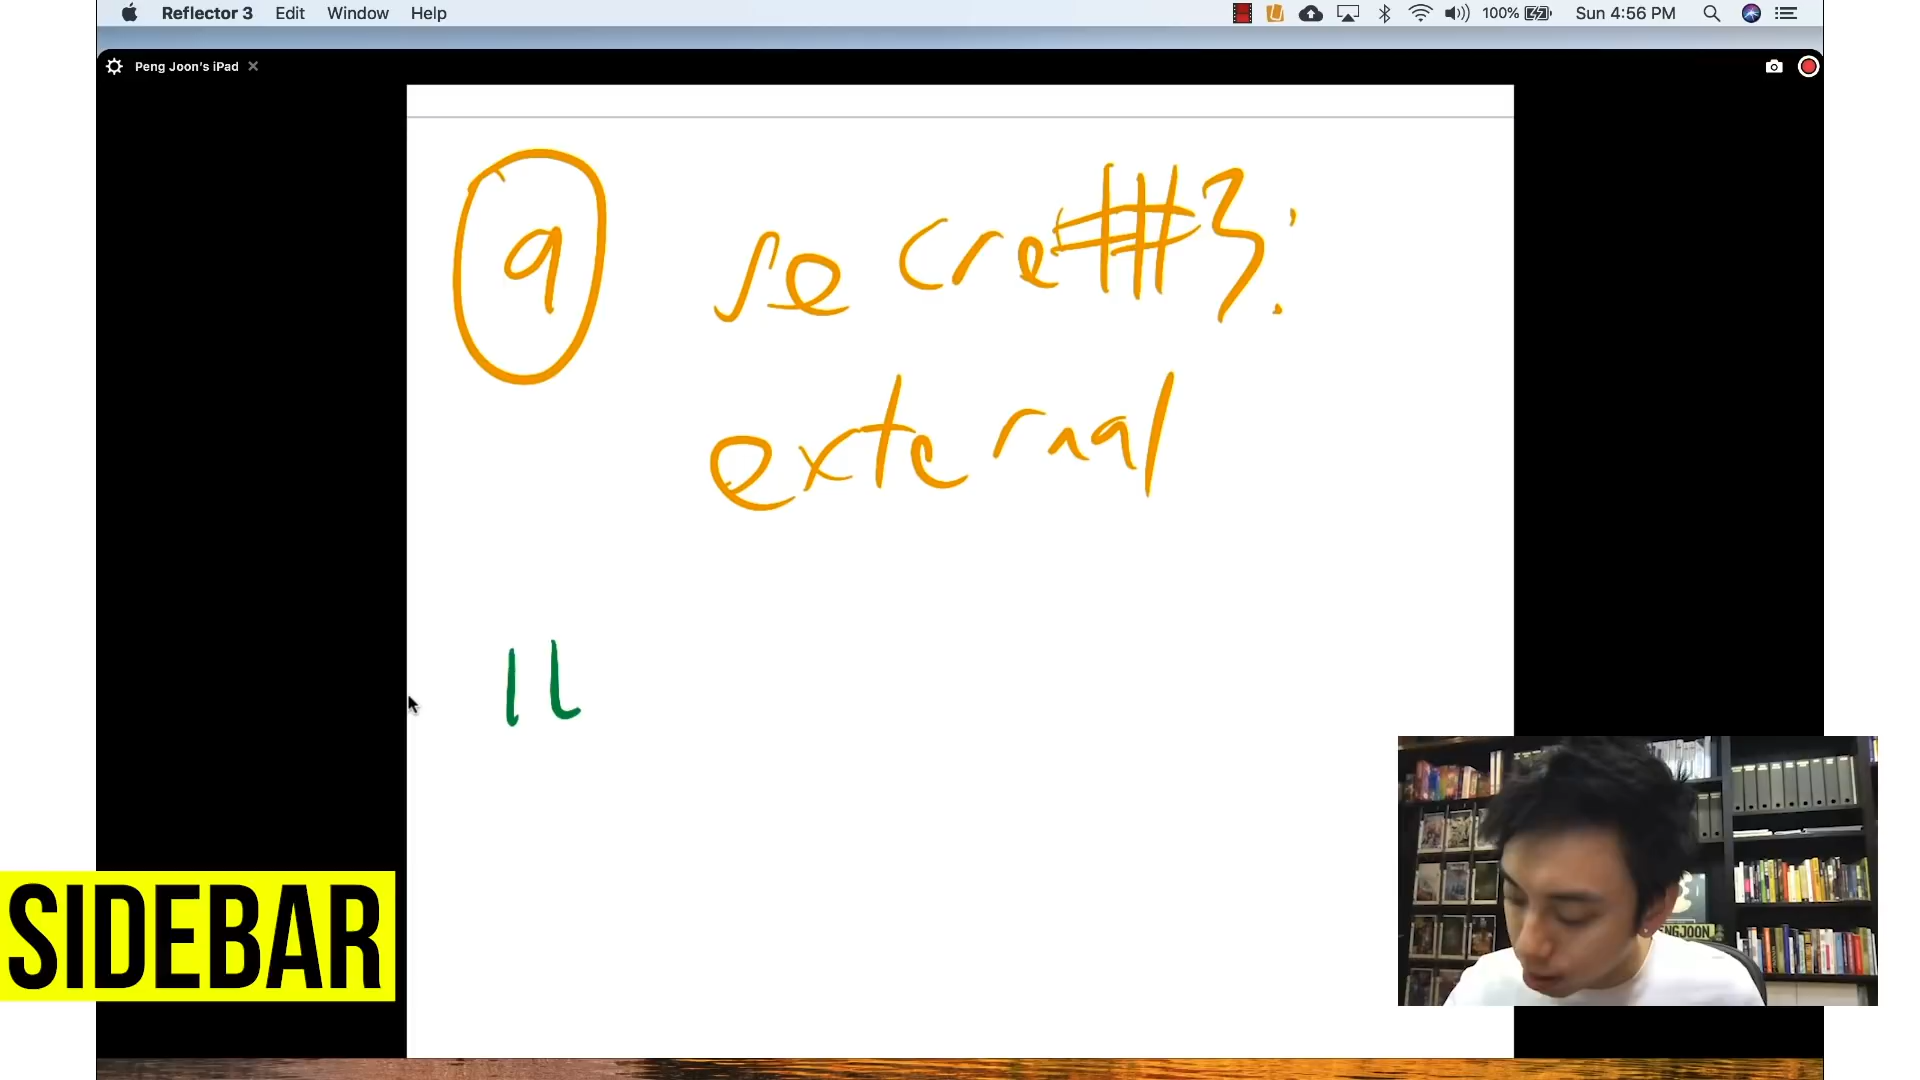 Reflector 3 Edit Window Help 100% Sun 4:56 PM
Peng Joon's iPad
9 secret #3:
external
SIDEBAR